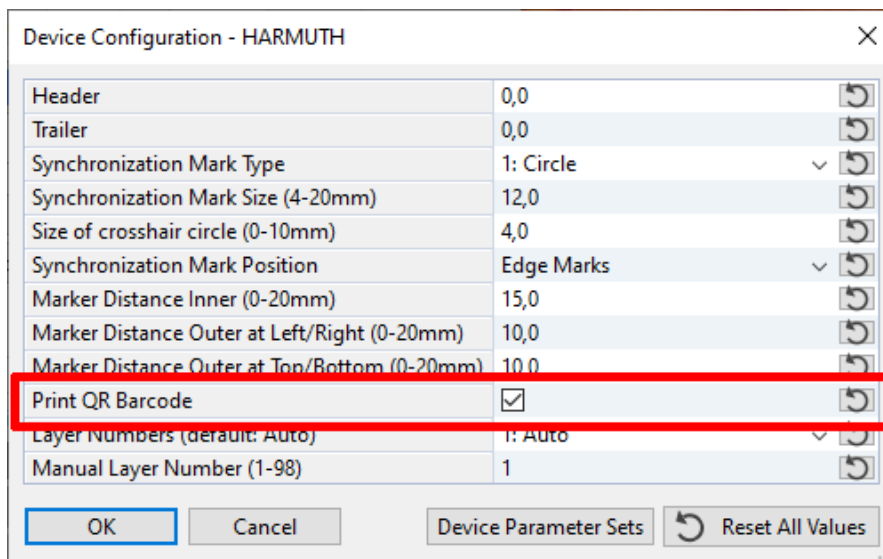 Device Configuration - HARMUTH
Header 0,0
Trailer 0,0
Synchronization Mark Type 1: Circle
Synchronization Mark Size (4-20mm) 12,0
Size of crosshair circle (0-10mm) 4,0
Synchronization Mark Position Edge Marks
Marker Distance Inner (0-20mm) 15,0
Marker Distance Outer at Left/Right (0-20mm) 10,0
Marker Distance Outer at Top/Bottom (0-20mm) 10,0
Print QR Barcode
Layer Numbers (default: Auto) 1: Auto
Manual Layer Number (1-98) 1
OK Cancel Device Parameter Sets Reset All Values